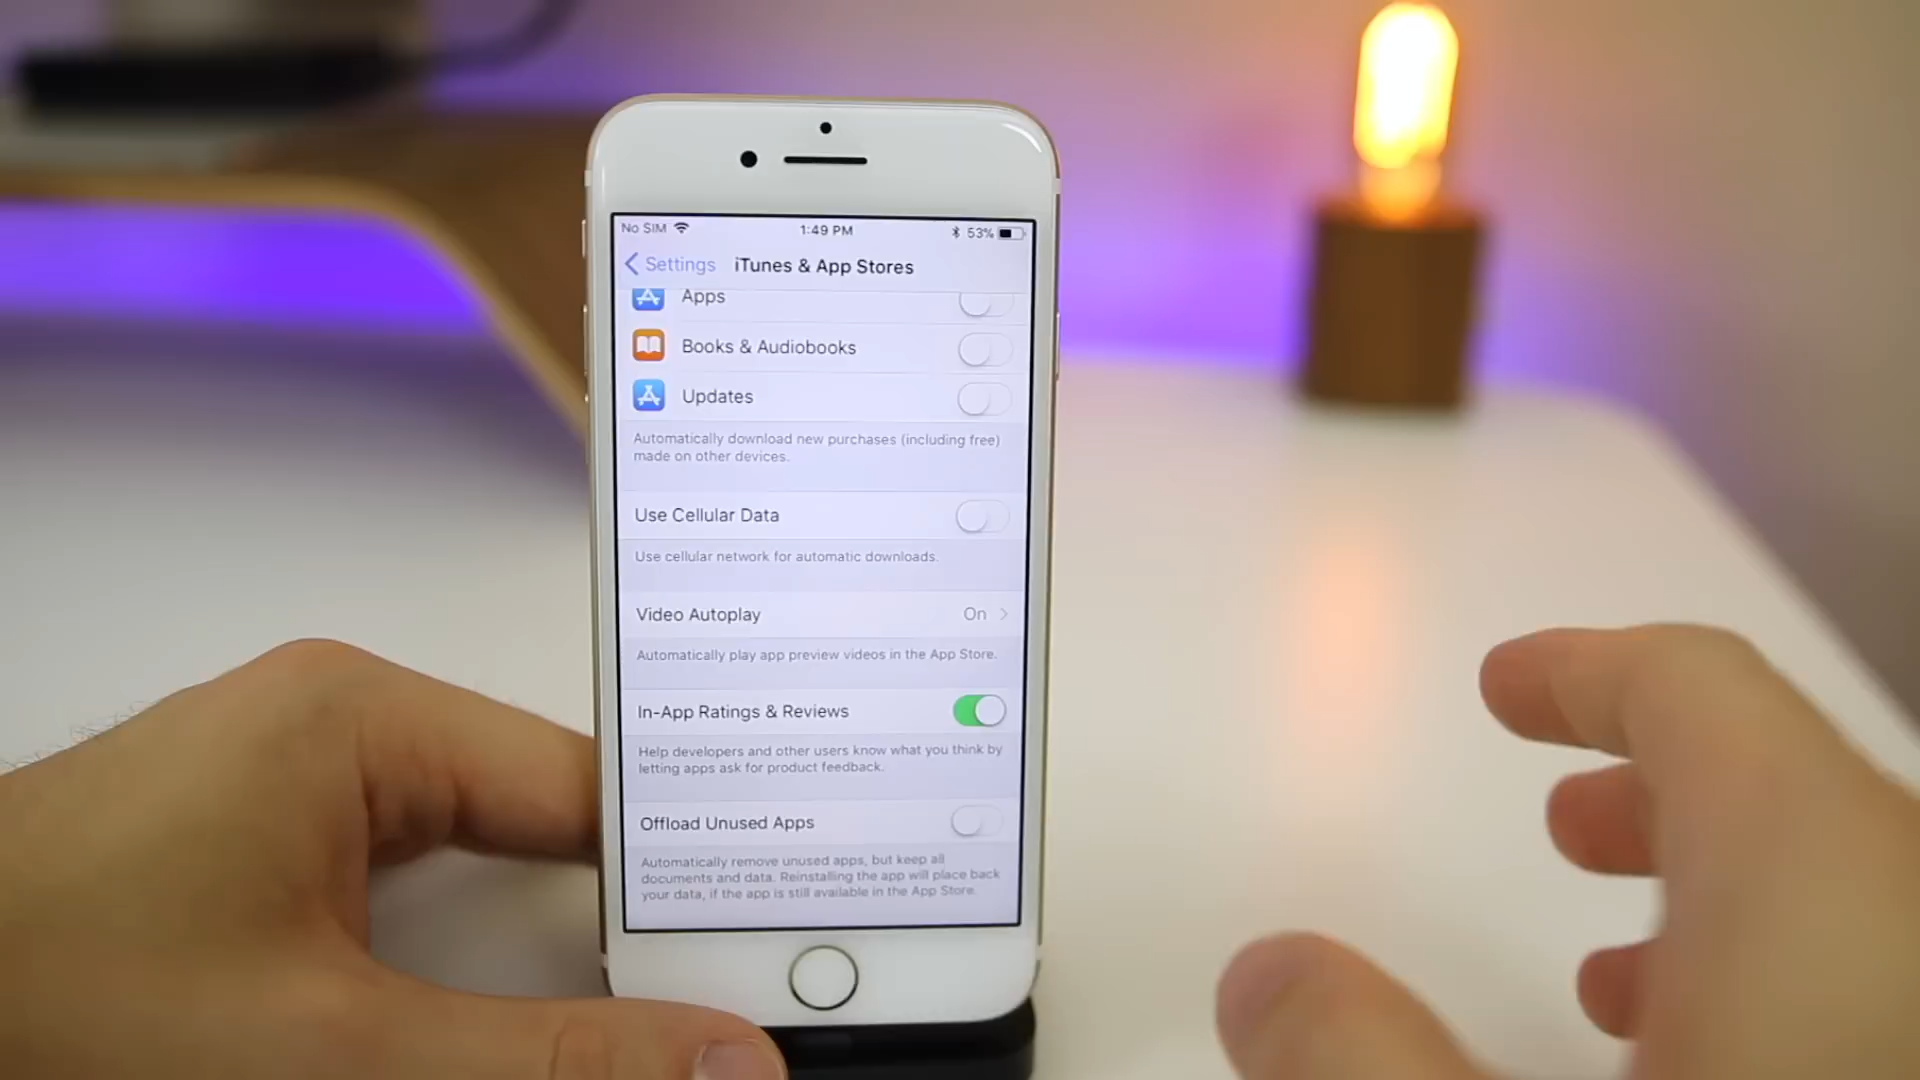 No SIM 1:49 PM 53%
Settings iTunes & App Stores
Apps
Books & Audiobooks
Updates
Automatically download new purchases (including free)
made on other devices.
Use Cellular Data
Use cellular network for automatic downloads.
Video Autoplay On
Automatically play app preview videos in the App Store.
In-App Ratings & Reviews
Help developers and other users know what you think by
letting apps ask for product feedback.
Offload Unused Apps
Automatically remove unused apps, but keep all
documents and data. Reinstalling the app will place back
your data, if the app is still available in the App Store.